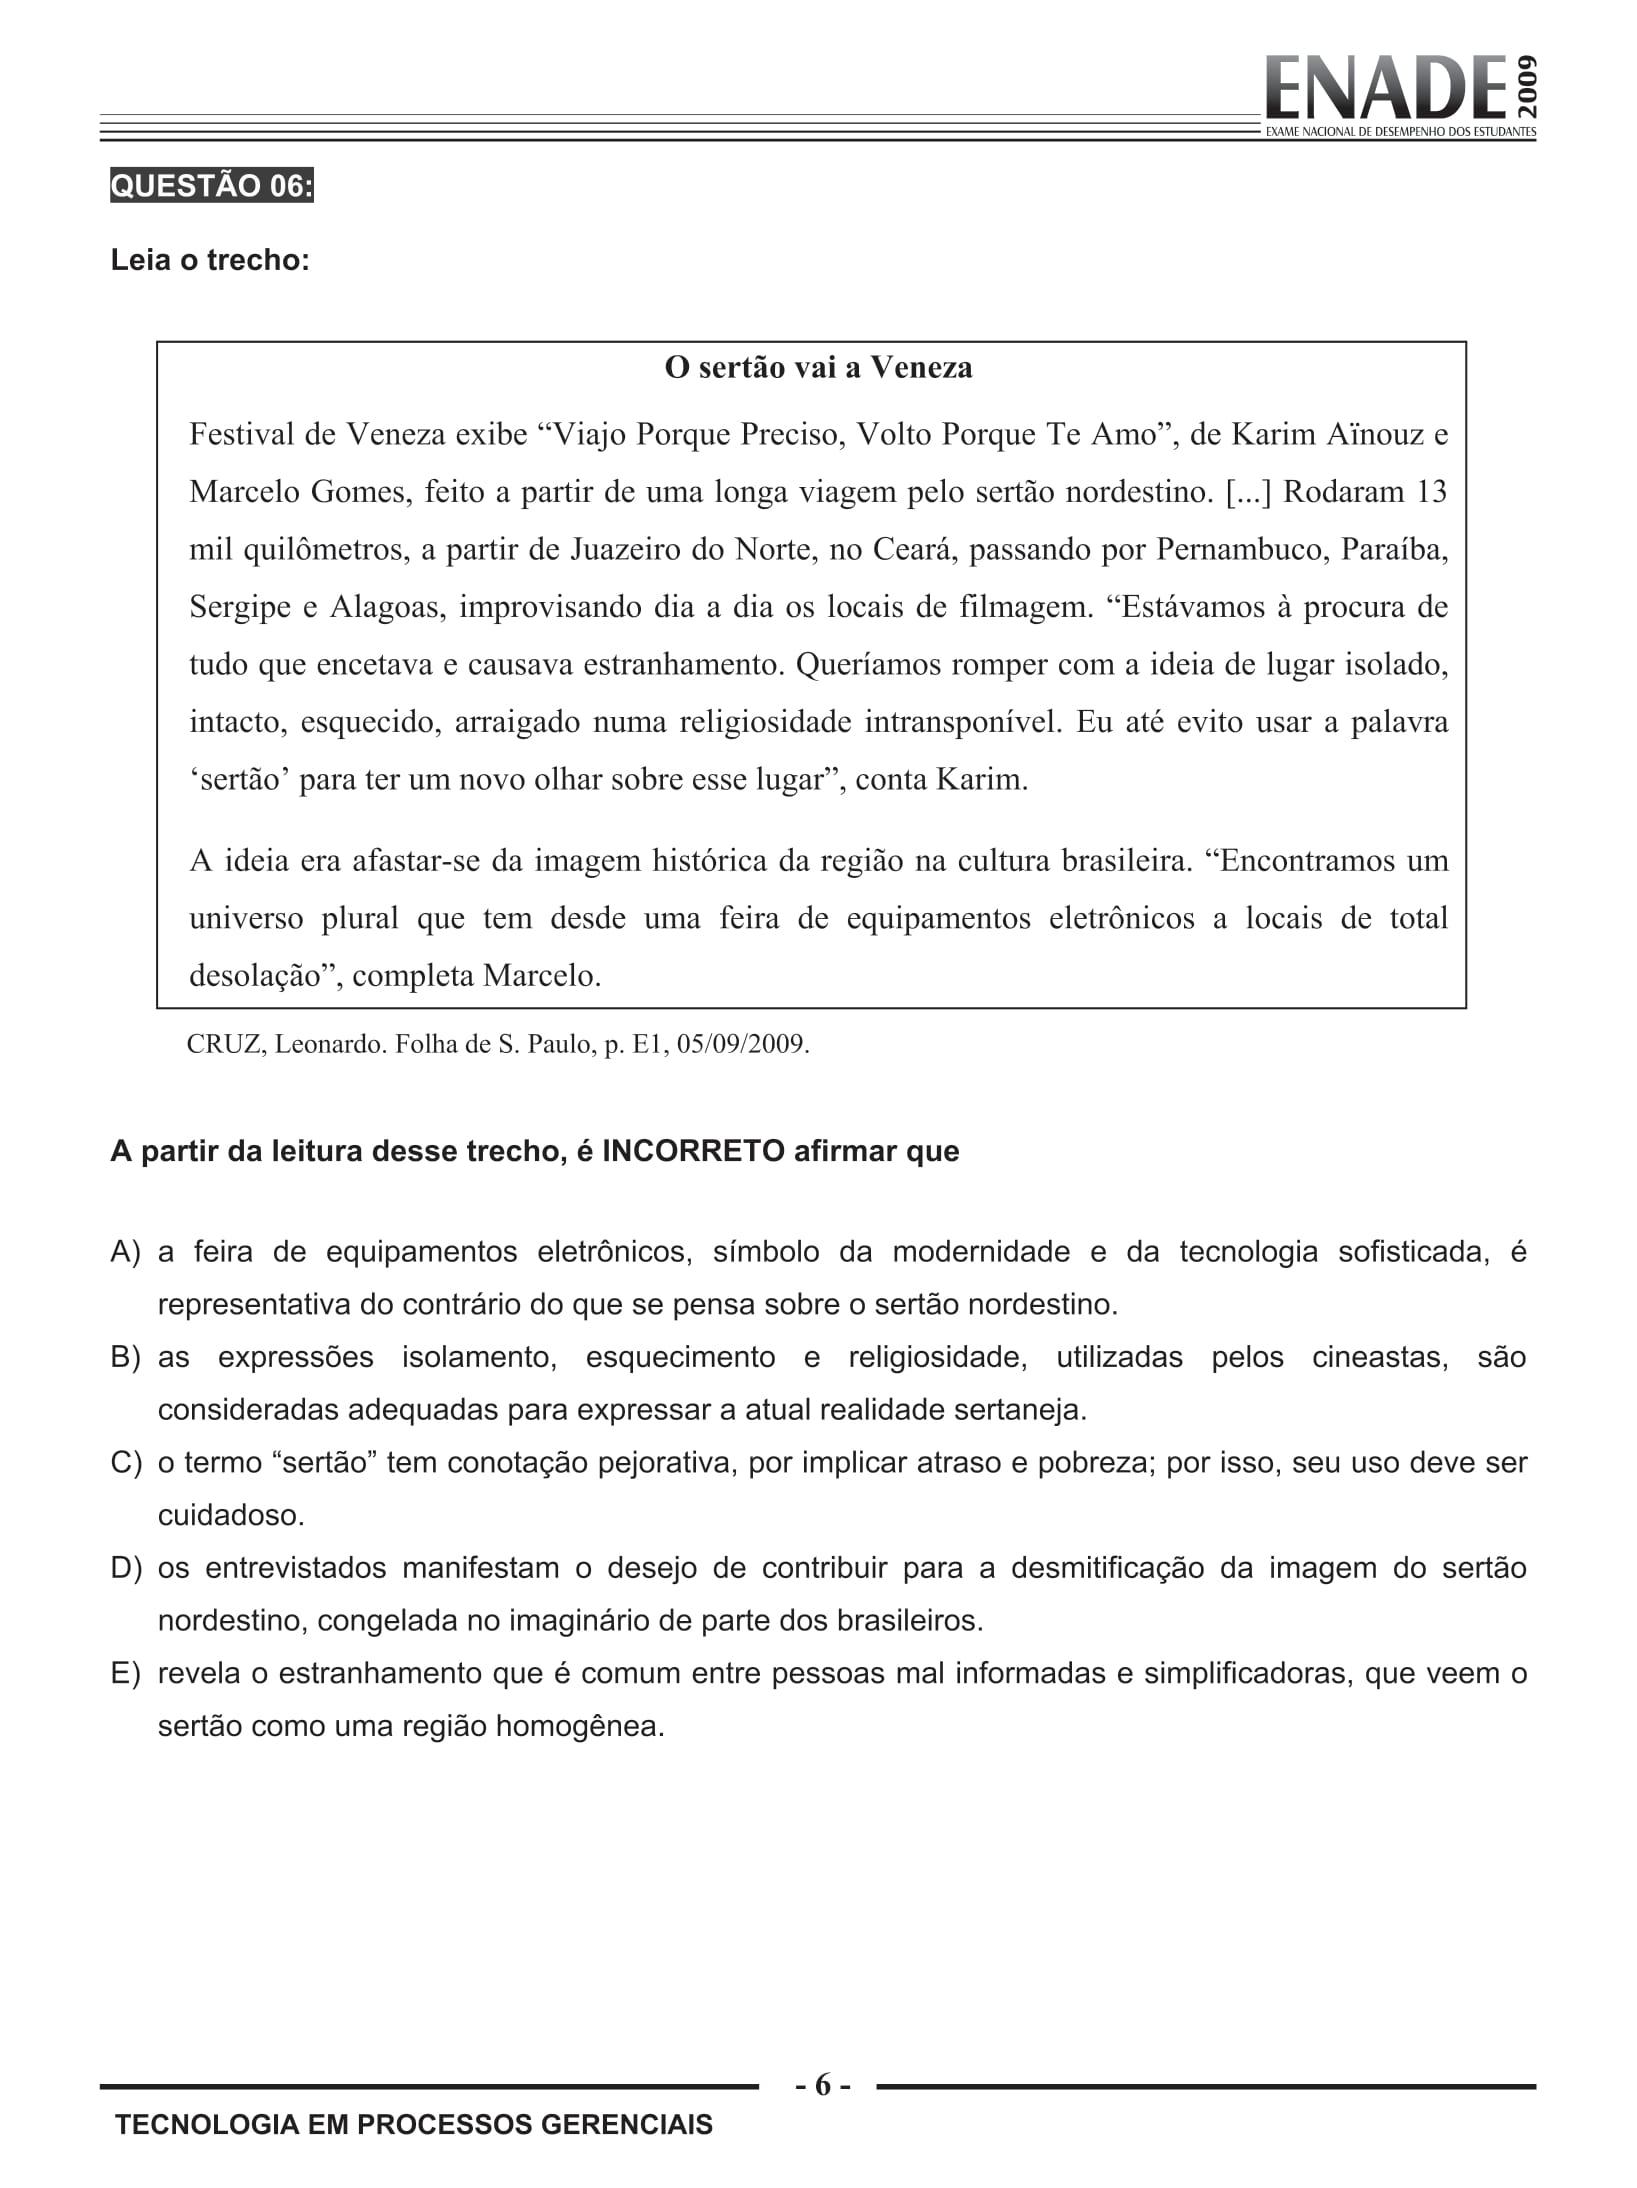 ENADE 2009
EXAME NACIONAL DE DESEMPENHO DOS ESTUDANTES
QUESTÃO 06:
Leia o trecho:
O sertão vai a Veneza
Festival de Veneza exibe “Viajo Porque Preciso, Volto Porque Te Amo”, de Karim Aïnouz e
Marcelo Gomes, feito a partir de uma longa viagem pelo sertão nordestino. [...] Rodaram 13
mil quilômetros, a partir de Juazeiro do Norte, no Ceará, passando por Pernambuco, Paraíba,
Sergipe e Alagoas, improvisando dia a dia os locais de filmagem. “Estávamos à procura de
tudo que encetava e causava estranhamento. Queríamos romper com a ideia de lugar isolado,
intacto, esquecido, arraigado numa religiosidade intransponível. Eu até evito usar a palavra
‘sertão’ para ter um novo olhar sobre esse lugar”, conta Karim.
A ideia era afastar-se da imagem histórica da região na cultura brasileira. “Encontramos um
universo plural que tem desde uma feira de equipamentos eletrônicos a locais de total
desolação”, completa Marcelo.
CRUZ, Leonardo. Folha de S. Paulo, p. E1, 05/09/2009.
A partir da leitura desse trecho, é INCORRETO afirmar que
A) a feira de equipamentos eletrônicos, símbolo da modernidade e da tecnologia sofisticada, é
representativa do contrário do que se pensa sobre o sertão nordestino.
B) as expressões isolamento, esquecimento e religiosidade, utilizadas pelos cineastas, são
consideradas adequadas para expressar a atual realidade sertaneja.
C) o termo “sertão” tem conotação pejorativa, por implicar atraso e pobreza; por isso, seu uso deve ser
cuidadoso.
D) os entrevistados manifestam o desejo de contribuir para a desmitificação da imagem do sertão
nordestino, congelada no imaginário de parte dos brasileiros.
E) revela o estranhamento que é comum entre pessoas mal informadas e simplificadoras, que veem o
sertão como uma região homogênea.
- 6 -
TECNOLOGIA EM PROCESSOS GERENCIAIS